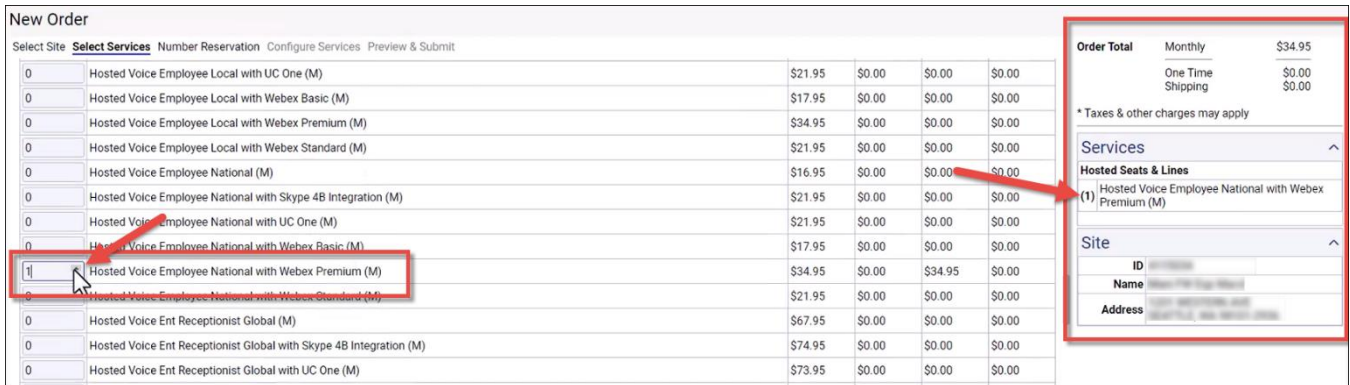 New Order
Select Site Select Services Number Reservation Configure Services Preview & Submit
0 Hosted Voice Employee Local with UC One (M) $21.95 $0.00 $0.00 $0.00
0 Hosted Voice Employee Local with Webex Basic (M) $17.95 $0.00 $0.00 $0.00
0 Hosted Voice Employee Local with Webex Premium (M) $34.95 $0.00 $0.00 $0.00
0 Hosted Voice Employee Local with Webex Standard (M) $21.95 $0.00 $0.00 $0.00
0 Hosted Voice Employee National (M) $16.95 $0.00 $0.00 $0.00
0 Hosted Voice Employee National with Skype 4B Integration (M) $21.95 $0.00 $0.00 $0.00
0 Hosted Voice Employee National with UC One (M) $21.95 $0.00 $0.00 $0.00
0 Hosted Voice Employee National with Webex Basic (M) $17.95 $0.00 $0.00 $0.00
1 Hosted Voice Employee National with Webex Premium (M) $34.95 $0.00 $34.95 $0.00
0 Hosted Voice Employee National with Webex Standard (M) $21.95 $0.00 $0.00 $0.00
0 Hosted Voice Ent Receptionist Global (M) $67.95 $0.00 $0.00 $0.00
0 Hosted Voice Ent Receptionist Global with Skype 4B Integration (M) $74.95 $0.00 $0.00 $0.00
0 Hosted Voice Ent Receptionist Global with UC One (M) $73.95 $0.00 $0.00 $0.00
Order Total Monthly $34.95
One Time $0.00
Shipping $0.00
* Taxes & other charges may apply
Services
Hosted Seats & Lines
(1) Hosted Voice Employee National with Webex
Premium (M)
Site
ID
Name
Address